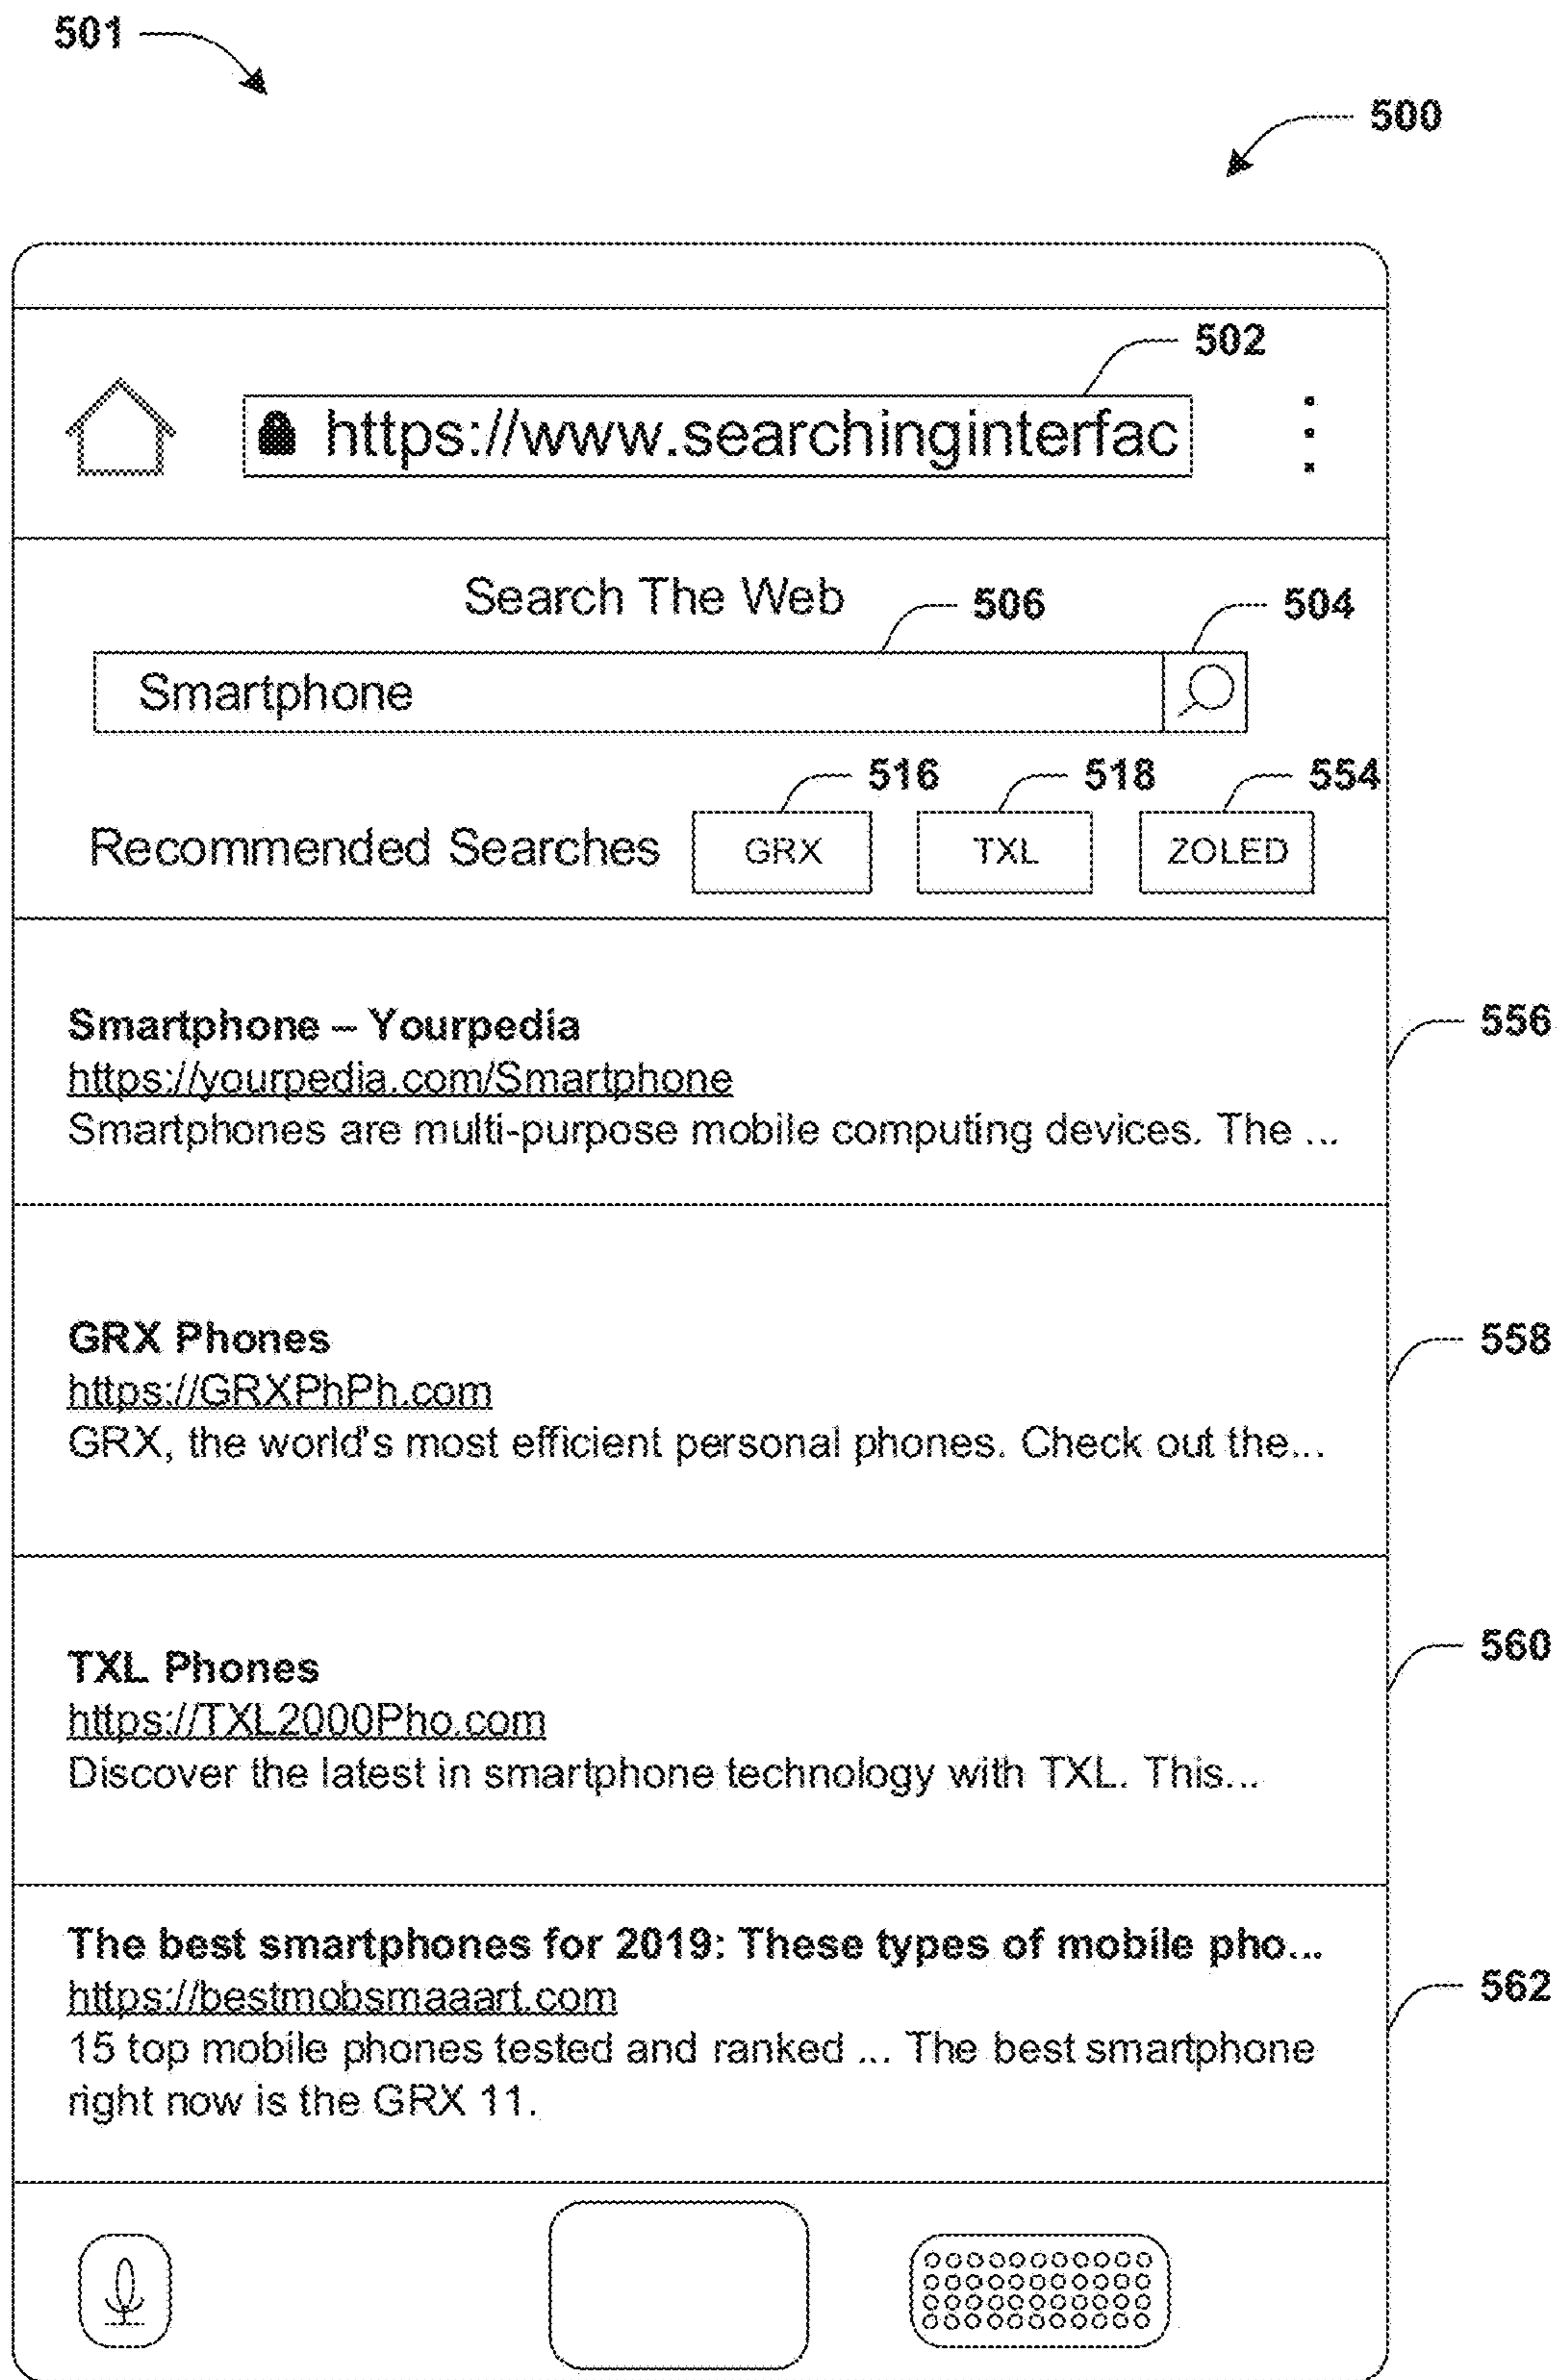 501
500
502
https://www.searchinginterfac
Search The Web
506
504
Smartphone
516
518
554
Recommended Searches
GRX
TXL
ZOLED
Smartphone – Yourpedia
556
https://yourpedia.com/Smartphone
Smartphones are multi-purpose mobile computing devices. The ...
GRX Phones
558
https://GRXPhPh.com
GRX, the world's most efficient personal phones. Check out the...
TXL Phones
560
https://TXL2000Pho.com
Discover the latest in smartphone technology with TXL. This...
The best smartphones for 2019: These types of mobile pho...
562
https://bestmobsmaaart.com
15 top mobile phones tested and ranked ... The best smartphone
right now is the GRX 11.